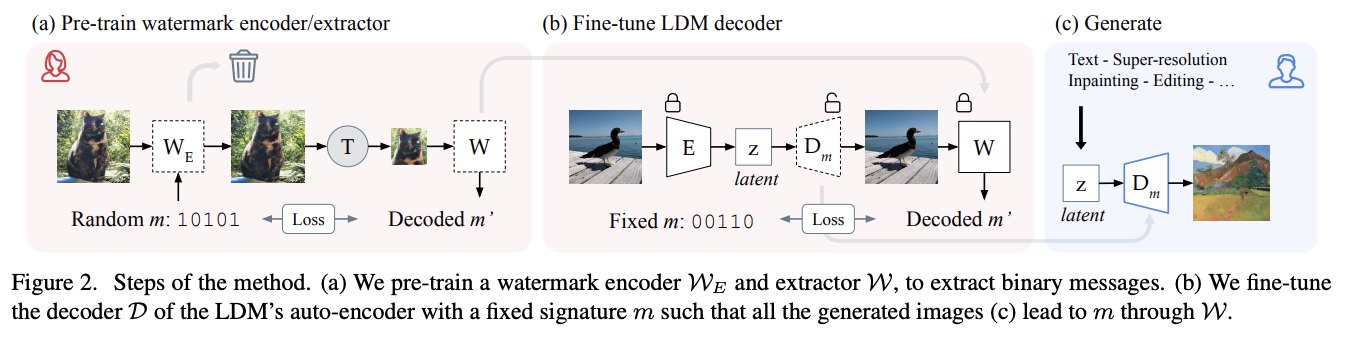 (a) Pre-train watermark encoder/extractor
W_E
T
W
Random m: 10101
Loss
Decoded m’
(b) Fine-tune LDM decoder
E
z
latent
D_m
W
Fixed m: 00110
Loss
Decoded m’
(c) Generate
Text - Super-resolution
Inpainting - Editing - …
z
latent
D_m
Figure 2. Steps of the method. (a) We pre-train a watermark encoder 𝒲_E and extractor 𝒲, to extract binary messages. (b) We fine-tune
the decoder 𝒟 of the LDM’s auto-encoder with a fixed signature m such that all the generated images (c) lead to m through 𝒲.